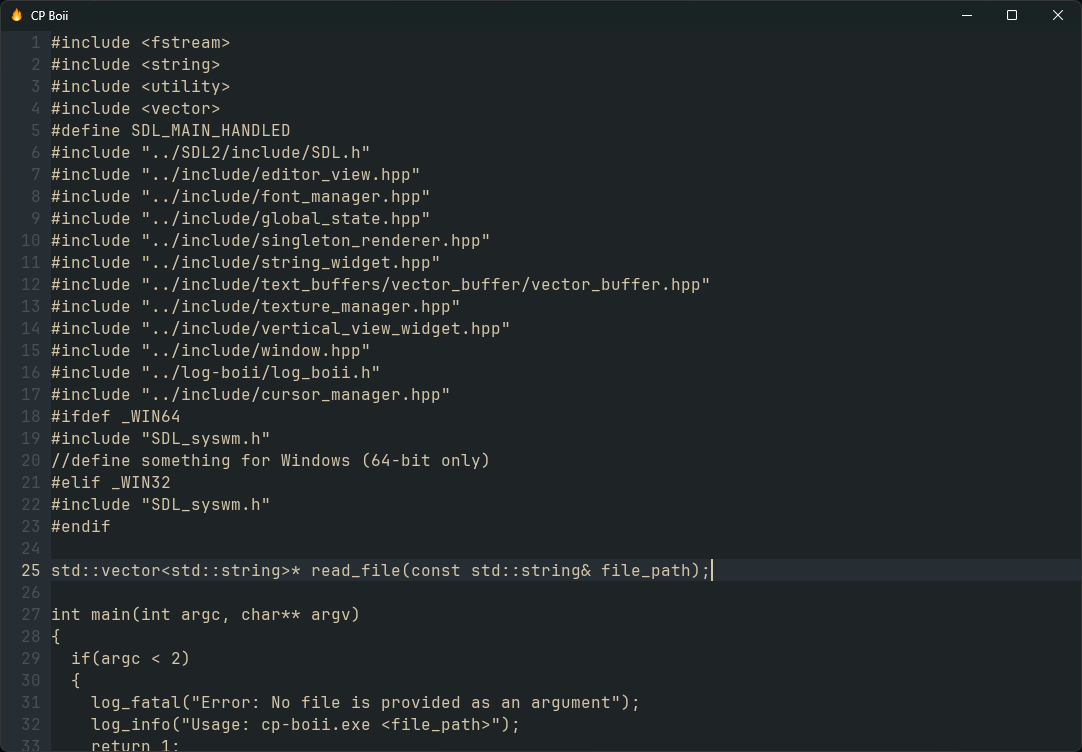 CP Boii
1 #include <fstream>
2 #include <string>
3 #include <utility>
4 #include <vector>
5 #define SDL_MAIN_HANDLED
6 #include "../SDL2/include/SDL.h"
7 #include "../include/editor_view.hpp"
8 #include "../include/font_manager.hpp"
9 #include "../include/global_state.hpp"
10 #include "../include/singleton_renderer.hpp"
11 #include "../include/string_widget.hpp"
12 #include "../include/text_buffers/vector_buffer/vector_buffer.hpp"
13 #include "../include/texture_manager.hpp"
14 #include "../include/vertical_view_widget.hpp"
15 #include "../include/window.hpp"
16 #include "../log-boii/log_boii.h"
17 #include "../include/cursor_manager.hpp"
18 #ifdef _WIN64
19 #include "SDL_syswm.h"
20 //define something for Windows (64-bit only)
21 #elif _WIN32
22 #include "SDL_syswm.h"
23 #endif
24
25 std::vector<std::string>* read_file(const std::string& file_path);
26
27 int main(int argc, char** argv)
28 {
29   if(argc < 2)
30   {
31     log_fatal("Error: No file is provided as an argument");
32     log_info("Usage: cp-boii.exe <file_path>");
33     return 1;